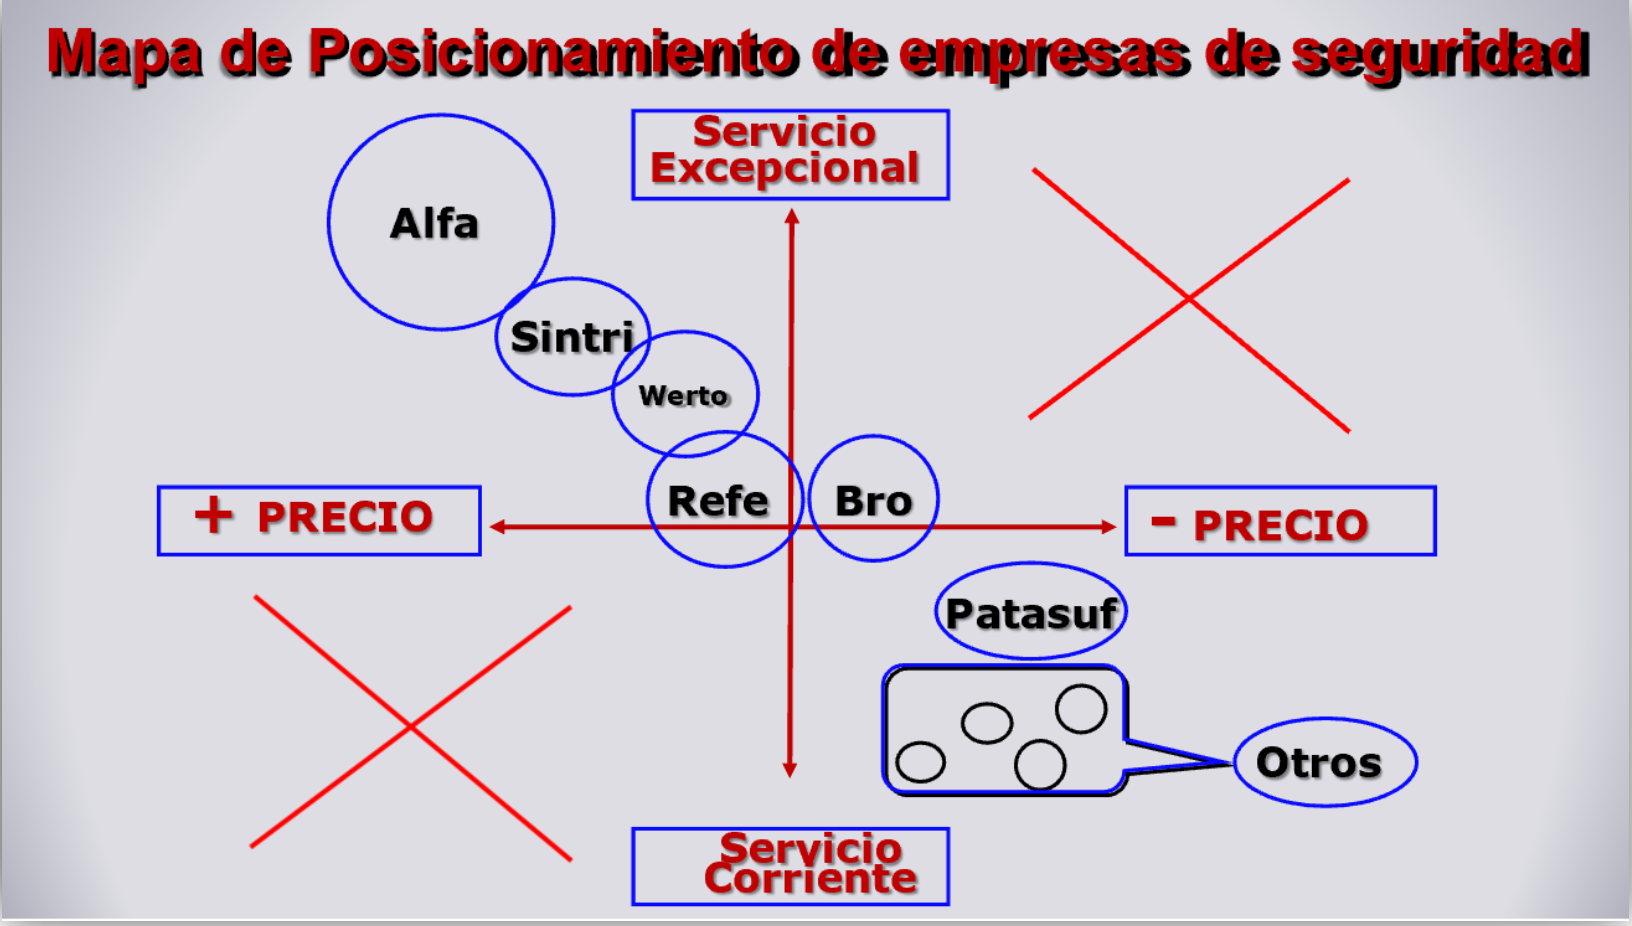 Mapa de Posicionamiento de empresas de seguridad
Servicio
Excepcional
Alfa
Sintri
Werto
Refe
Bro
+ PRECIO
- PRECIO
Patasuf
Otros
Servicio
Corriente